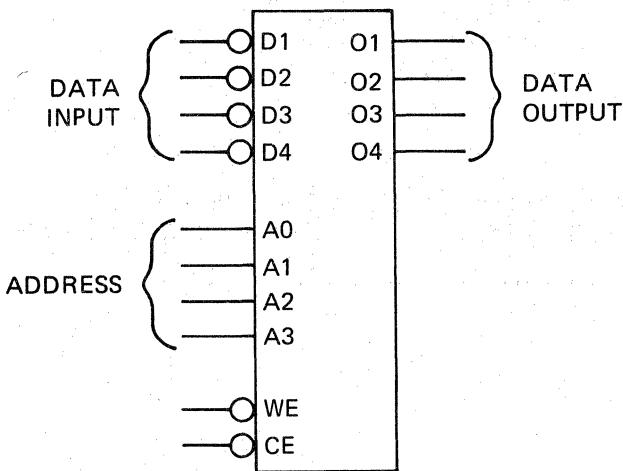 DATA
INPUT
D1
D2
D3
D4
O1
O2
O3
O4
DATA
OUTPUT
ADDRESS
A0
A1
A2
A3
WE
CE